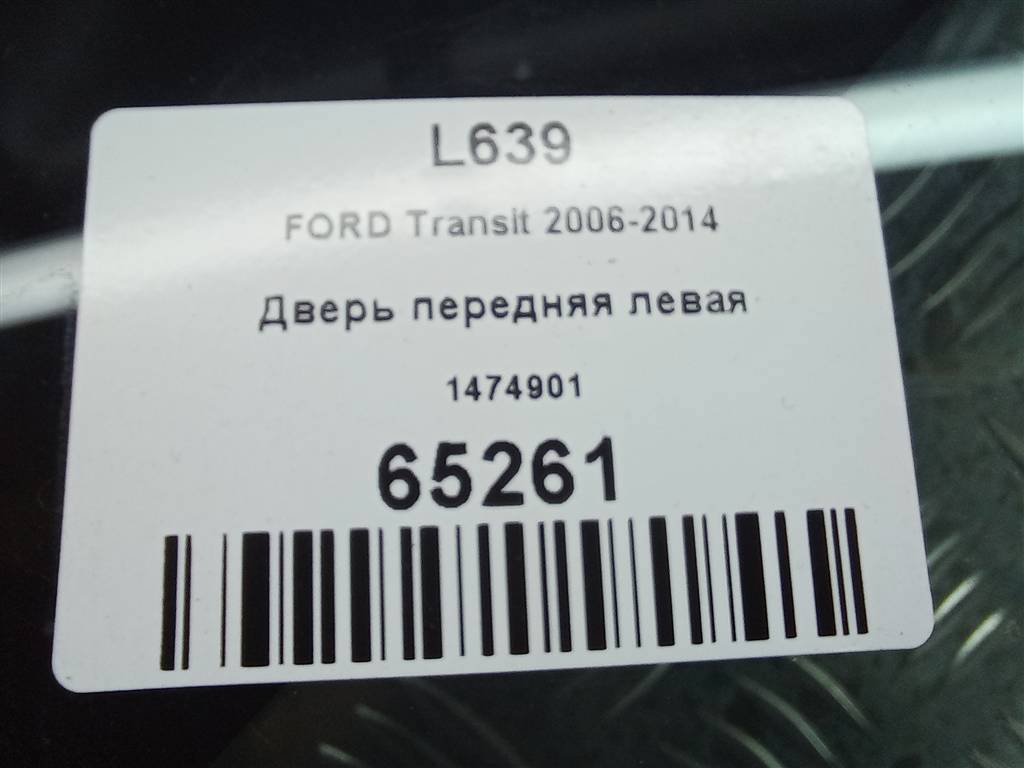 L639
FORD Transit 2006-2014
Дверь передняя левая
1474901
65261